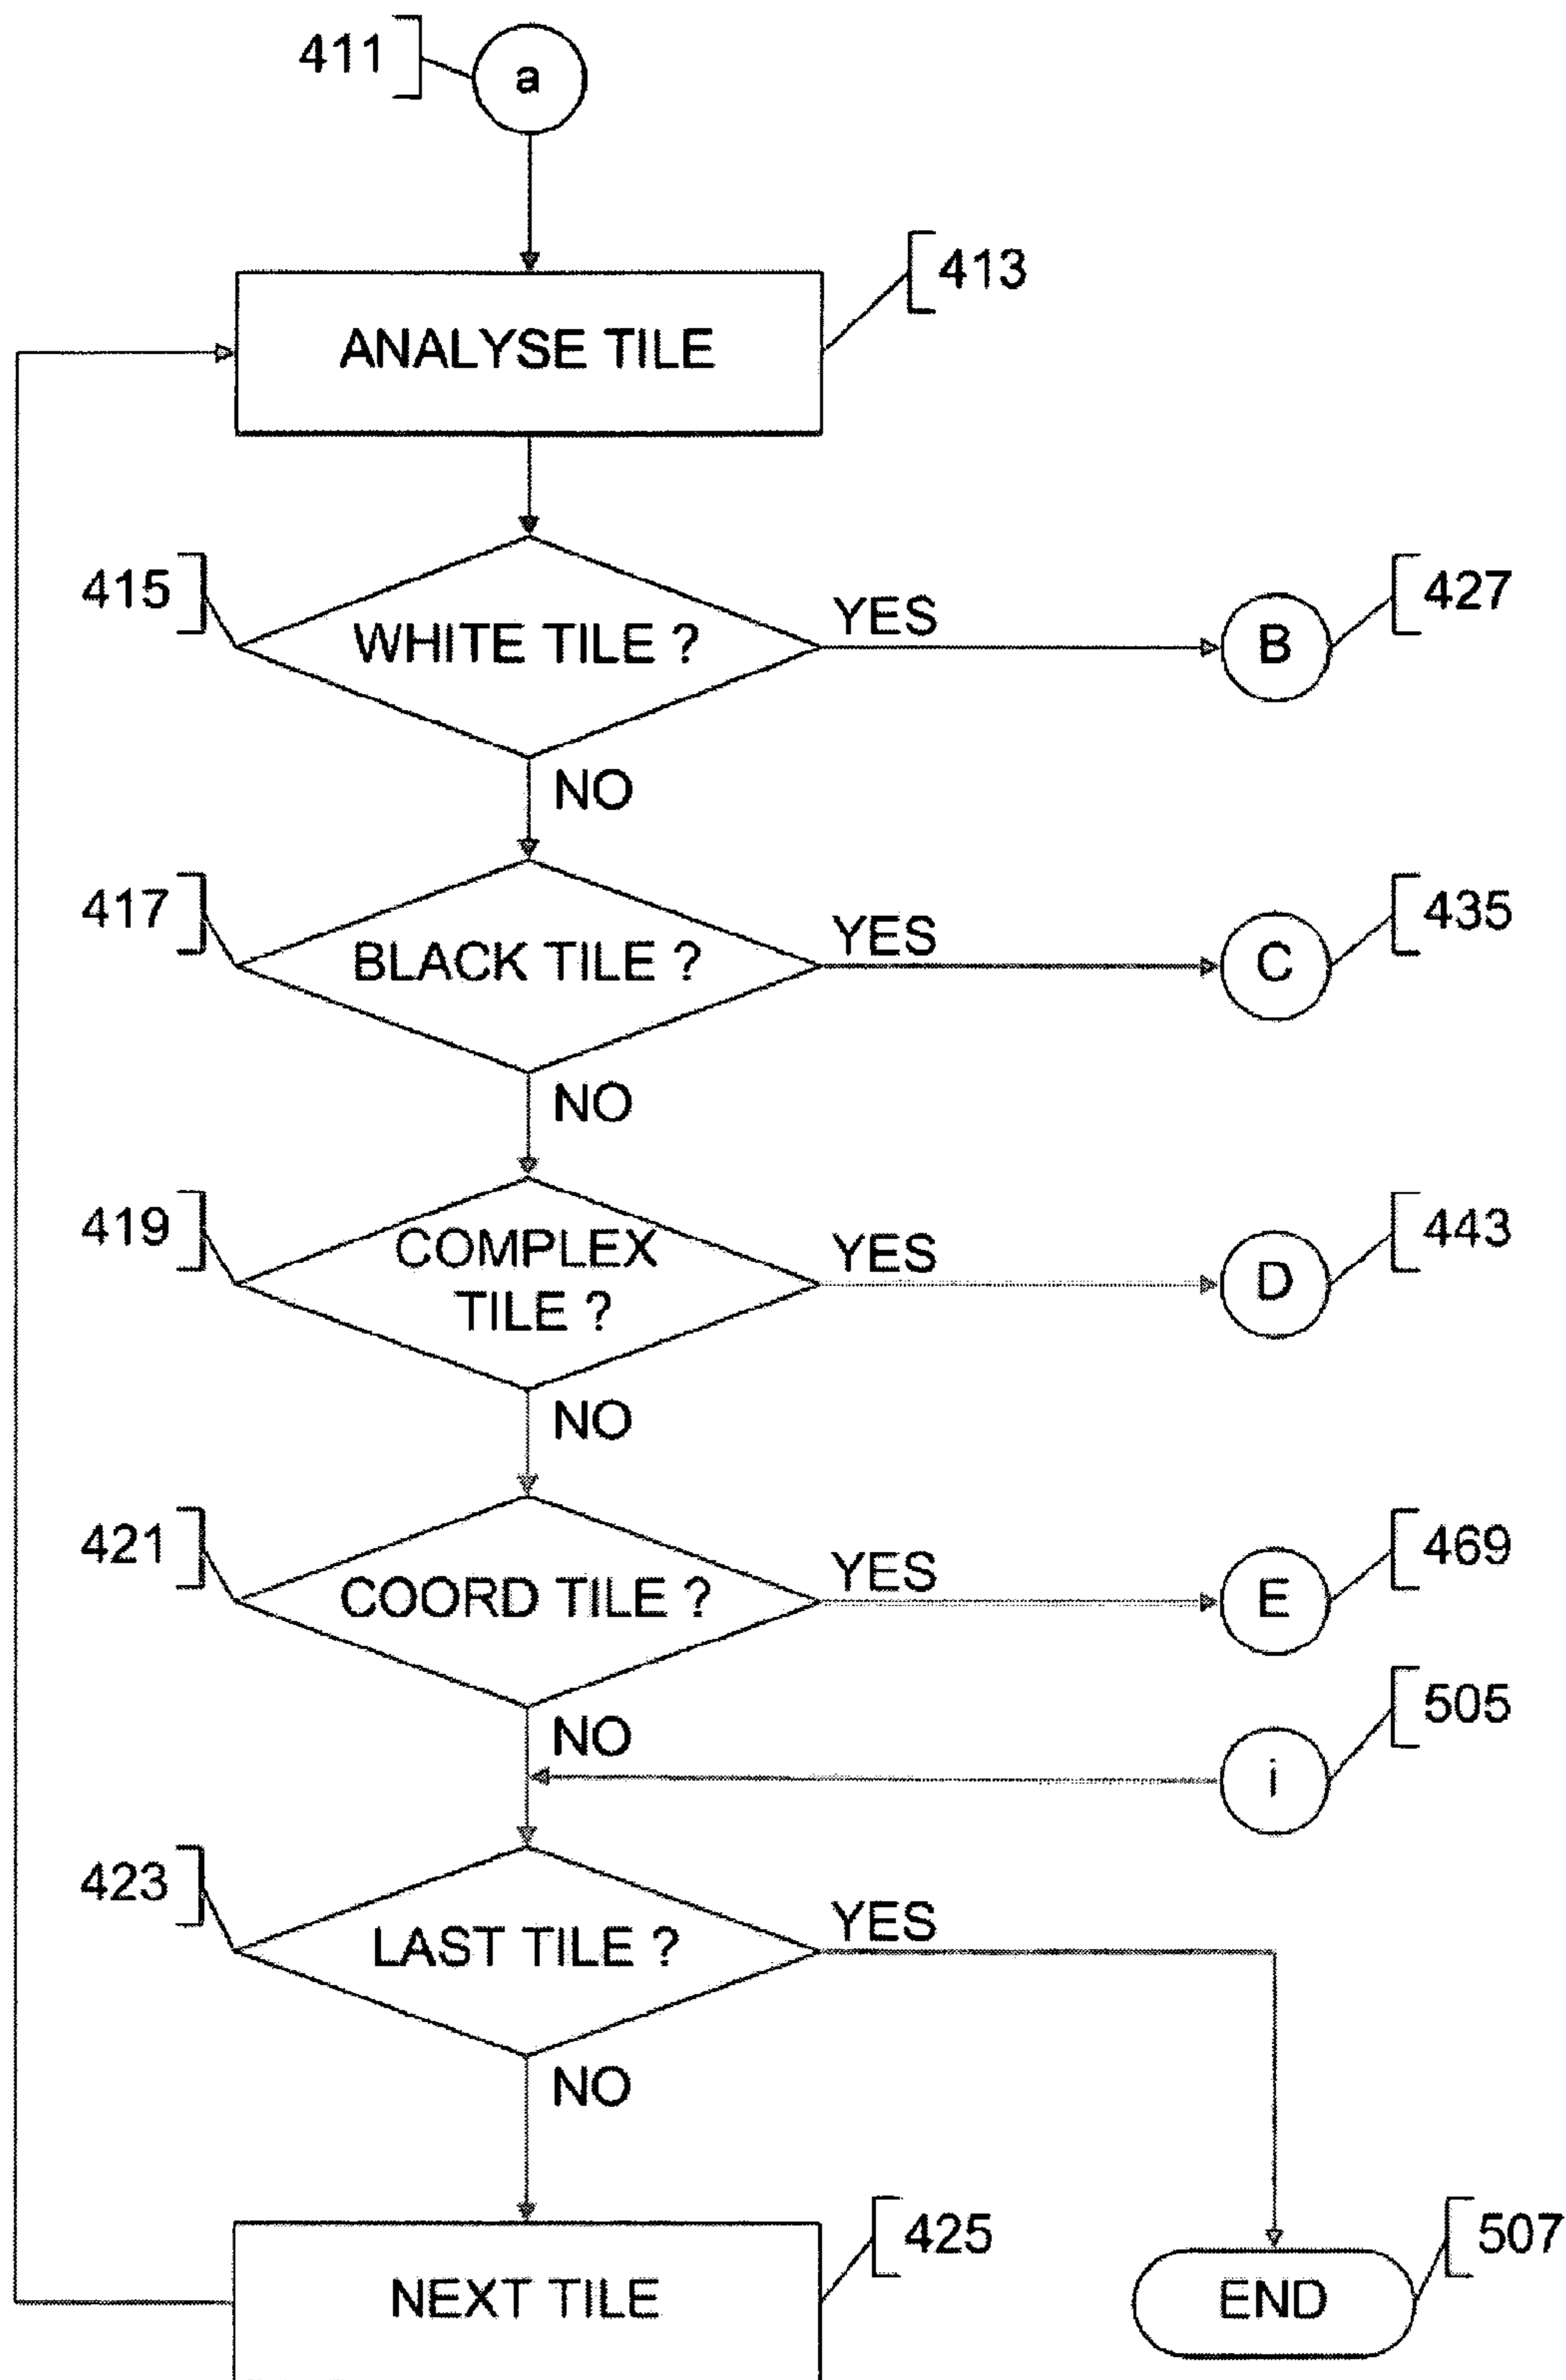 411
a
413
ANALYSE TILE
415
WHITE TILE ?
YES
B
427
NO
417
BLACK TILE ?
YES
C
435
NO
419
COMPLEX
TILE ?
YES
D
443
NO
421
COORD TILE ?
YES
E
469
NO
i
505
423
LAST TILE ?
YES
NO
425
NEXT TILE
507
END